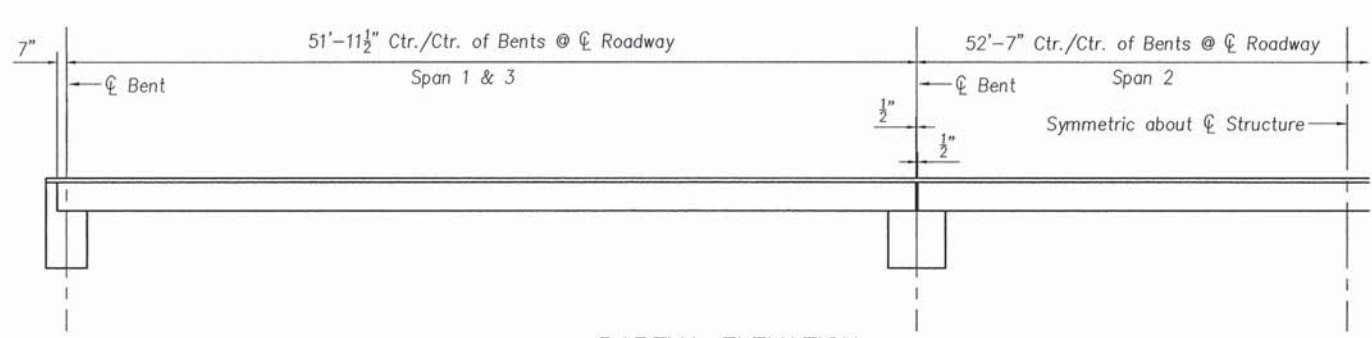 7"
51'-11½" Ctr./Ctr. of Bents @ ℄ Roadway
52'-7" Ctr./Ctr. of Bents @ ℄ Roadway
℄ Bent
Span 1 & 3
℄ Bent
Span 2
½"
Symmetric about ℄ Structure
½"